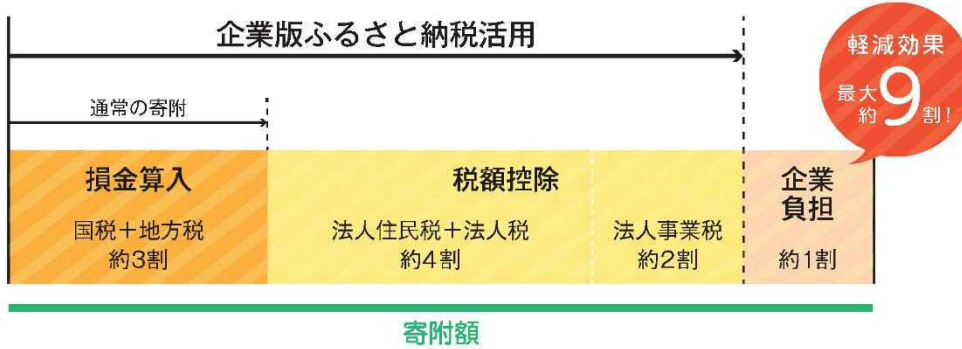 企業版ふるさと納税活用
軽減効果
最大約9割!
通常の寄附
損金算入
国税+地方税
約3割
税額控除
法人住民税+法人税
約4割
法人事業税
約2割
企業
負担
約1割
寄附額